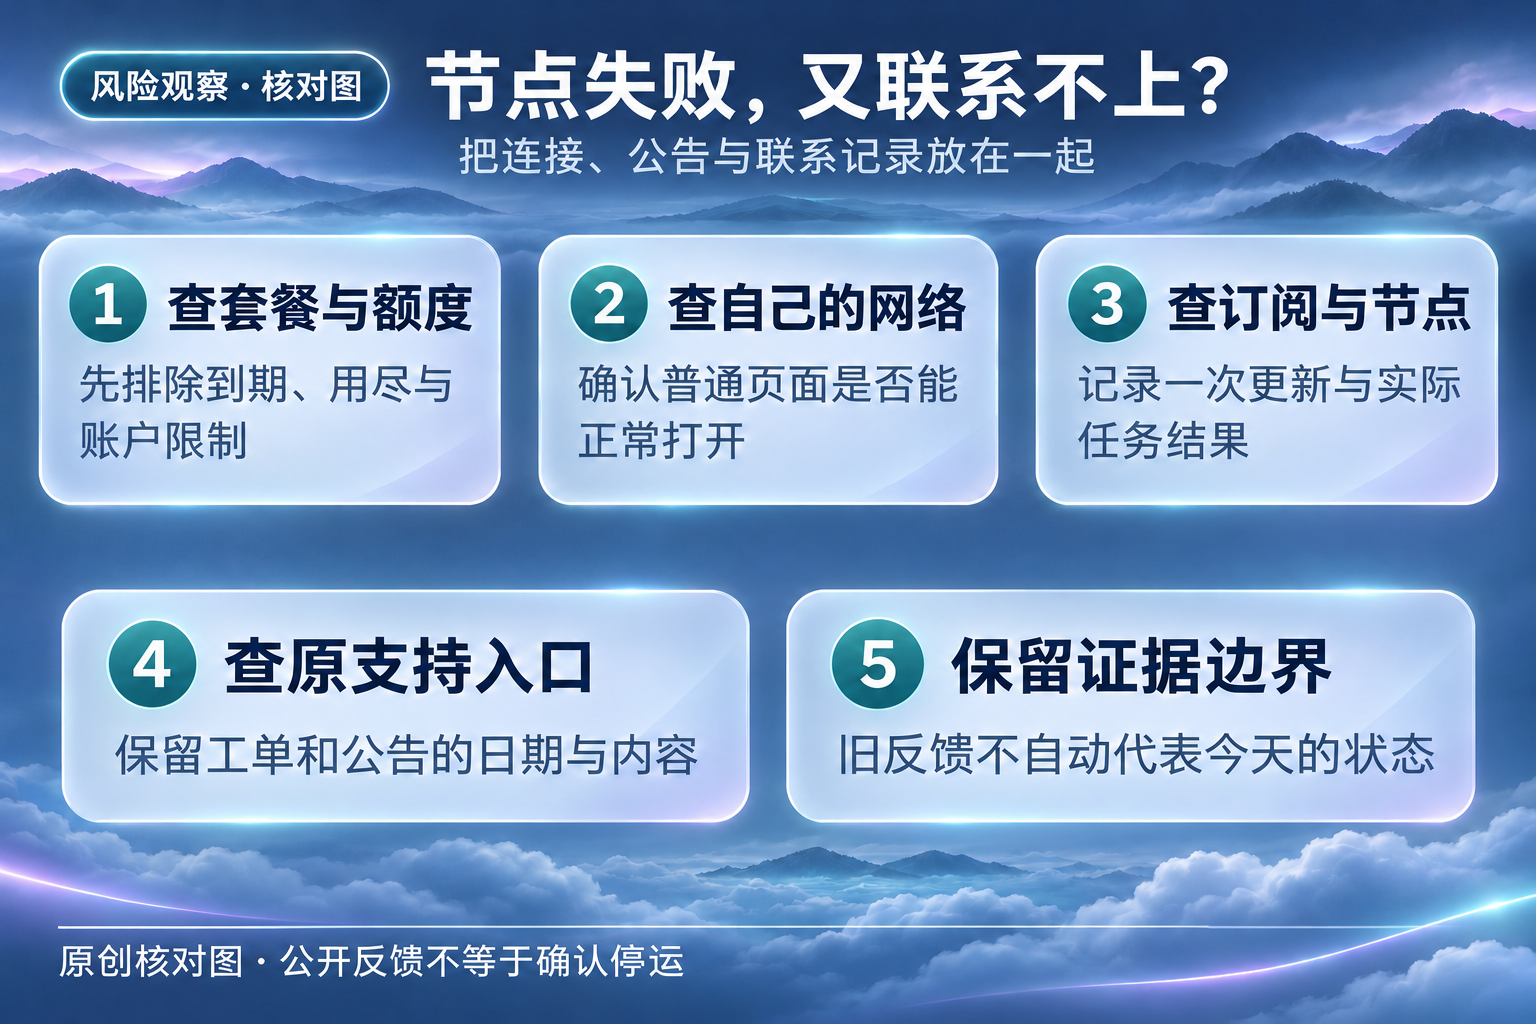 风险观察·核对图
节点失败，又联系不上？
把连接、公告与联系记录放在一起
1 查套餐与额度
先排除到期、用尽与
账户限制
2 查自己的网络
确认普通页面是否能
正常打开
3 查订阅与节点
记录一次更新与实际
任务结果
4 查原支持入口
保留工单和公告的日期与内容
5 保留证据边界
旧反馈不自动代表今天的状态
原创核对图·公开反馈不等于确认停运